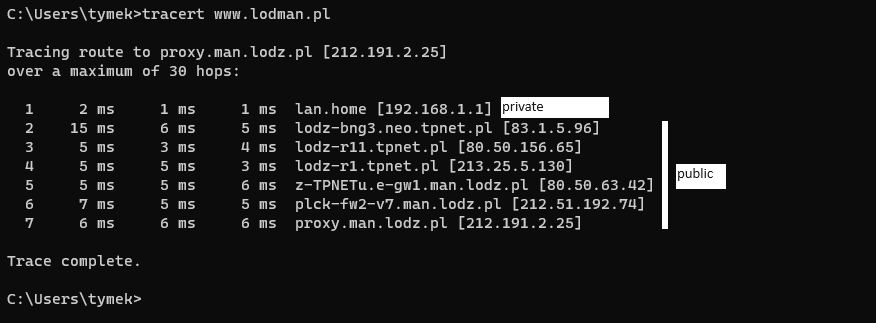 C:\Users\tymek>tracert www.lodman.pl
Tracing route to proxy.man.lodz.pl [212.191.2.25]
over a maximum of 30 hops:
1 2 ms 1 ms 1 ms lan.home [192.168.1.1] private
2 15 ms 6 ms 5 ms lodz-bng3.neo.tpnet.pl [83.1.5.96]
3 5 ms 3 ms 4 ms lodz-r11.tpnet.pl [80.50.156.65]
4 5 ms 5 ms 3 ms lodz-r1.tpnet.pl [213.25.5.130]
5 5 ms 5 ms 6 ms z-TPNETu.e-gw1.man.lodz.pl [80.50.63.42]
public
6 7 ms 5 ms 5 ms plck-fw2-v7.man.lodz.pl [212.51.192.74]
7 6 ms 6 ms 6 ms proxy.man.lodz.pl [212.191.2.25]
Trace complete.
C:\Users\tymek>